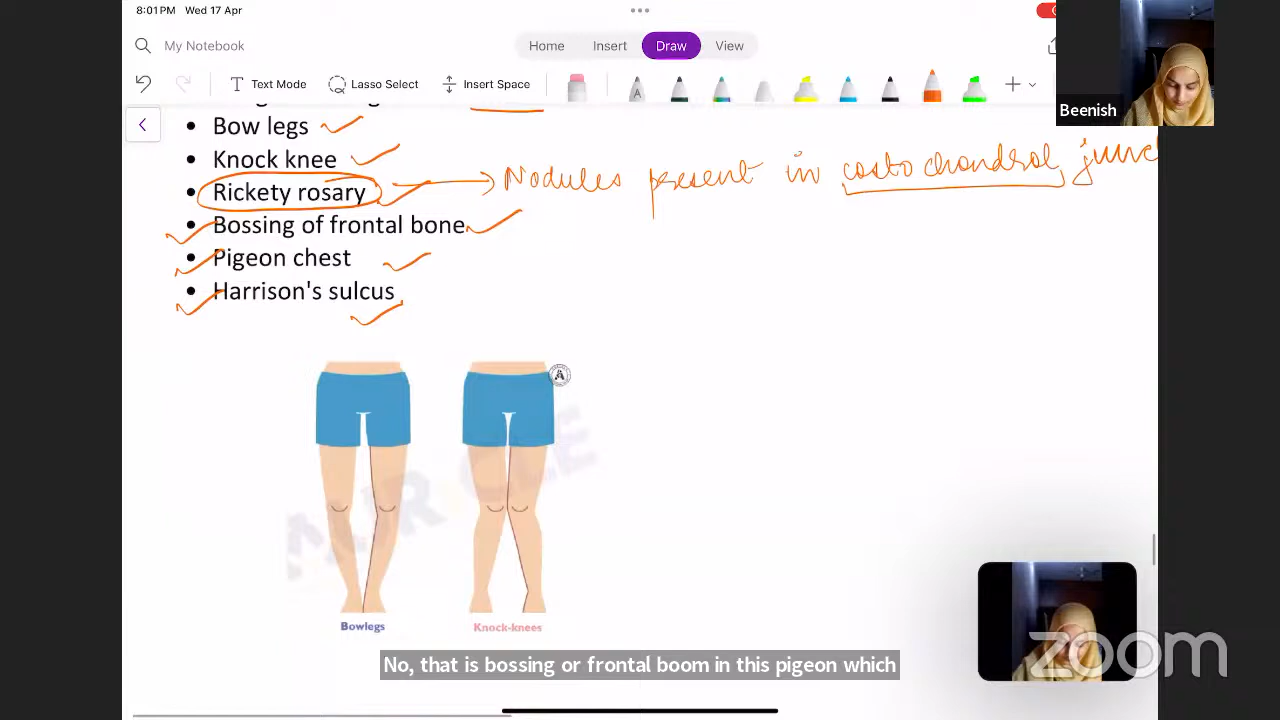 8:01 PM Wed 17 Apr
My Notebook
Home Insert Draw View
Text Mode Lasso Select Insert Space
Beenish
• Bow legs
• Knock knee
• Rickety rosary → Nodules present in costochondral
• Bossing of frontal bone
• Pigeon chest
• Harrison's sulcus
Bowlegs Knock-knees
No, that is bossing or frontal boom in this pigeon which
zoom